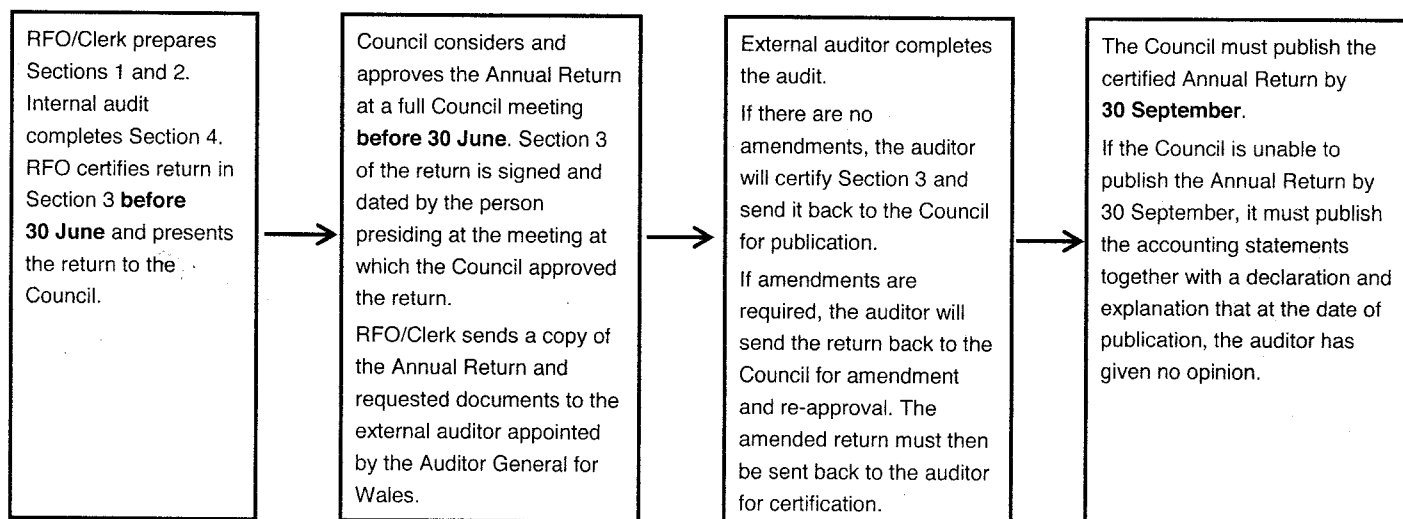 RFO/Clerk prepares
Sections 1 and 2.
Internal audit
completes Section 4.
RFO certifies return in
Section 3 before
30 June and presents
the return to the
Council.
Council considers and
approves the Annual Return
at a full Council meeting
before 30 June. Section 3
of the return is signed and
dated by the person
presiding at the meeting at
which the Council approved
the return.
RFO/Clerk sends a copy of
the Annual Return and
requested documents to the
external auditor appointed
by the Auditor General for
Wales.
External auditor completes
the audit.
If there are no
amendments, the auditor
will certify Section 3 and
send it back to the Council
for publication.
If amendments are
required, the auditor will
send the return back to the
Council for amendment
and re-approval. The
amended return must then
be sent back to the auditor
for certification.
The Council must publish the
certified Annual Return by
30 September.
If the Council is unable to
publish the Annual Return by
30 September, it must publish
the accounting statements
together with a declaration and
explanation that at the date of
publication, the auditor has
given no opinion.